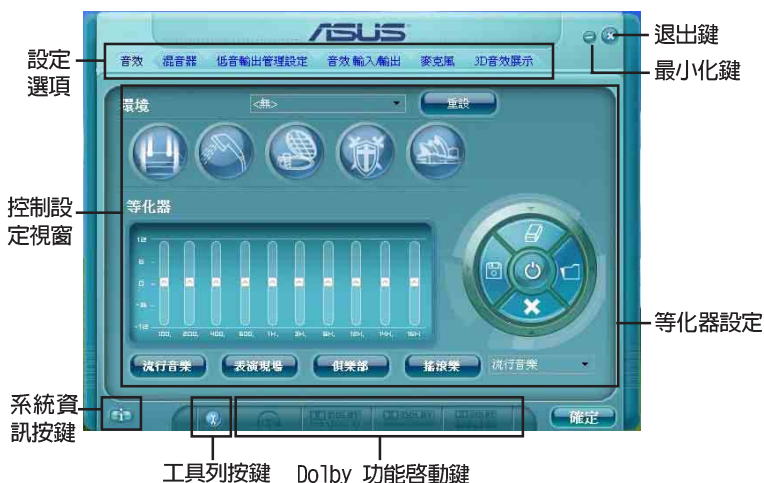 ASUS
退出鍵
最小化鍵
設定
選項
音效 混音器 低音輸出管理設定 音效輸入/輸出 麥克風 3D音效展示
環境 <無> 重設
控制設
定視窗
等化器
12
6
0
-6
-12
100, 200, 400, 600, 1K, 3K, 6K, 12K, 14K, 16K
等化器設定
流行音樂 表演現場 俱樂部 搖滾樂 流行音樂
系統資
訊按鍵
DOLBY DOLBY DOLBY
確定
工具列按鍵 Dolby 功能啓動鍵